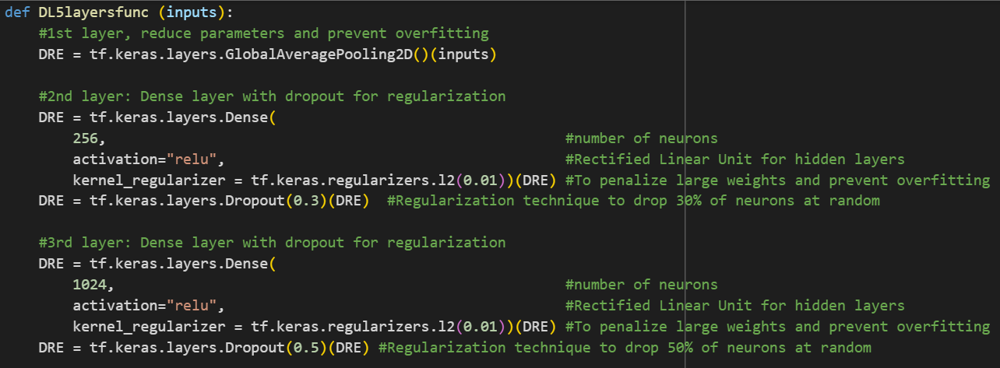 def DL5layersfunc (inputs):
    #1st layer, reduce parameters and prevent overfitting
    DRE = tf.keras.layers.GlobalAveragePooling2D()(inputs)
    #2nd layer: Dense layer with dropout for regularization
    DRE = tf.keras.layers.Dense(
        256, #number of neurons
        activation="relu", #Rectified Linear Unit for hidden layers
        kernel_regularizer = tf.keras.regularizers.l2(0.01))(DRE) #To penalize large weights and prevent overfitting
    DRE = tf.keras.layers.Dropout(0.3)(DRE)  #Regularization technique to drop 30% of neurons at random
    #3rd layer: Dense layer with dropout for regularization
    DRE = tf.keras.layers.Dense(
        1024, #number of neurons
        activation="relu", #Rectified Linear Unit for hidden layers
        kernel_regularizer = tf.keras.regularizers.l2(0.01))(DRE) #To penalize large weights and prevent overfitting
    DRE = tf.keras.layers.Dropout(0.5)(DRE) #Regularization technique to drop 50% of neurons at random